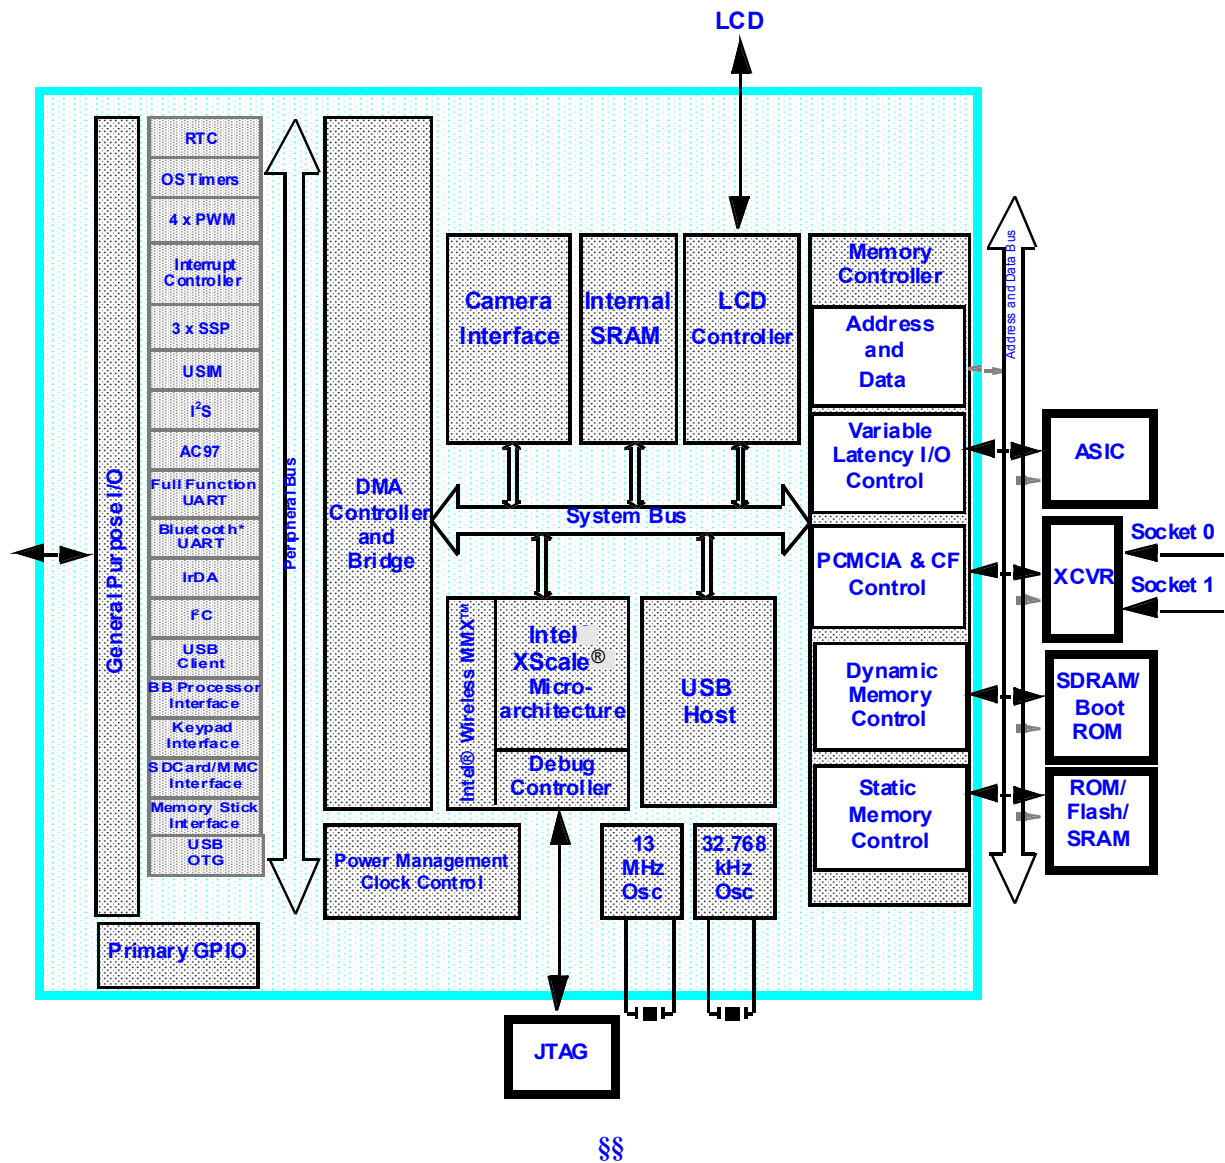 LCD
RTC
OS Timers
4 x PWM
Interrupt
Controller
3 x SSP
USIM
I²S
AC97
Full Function
UART
Bluetooth*
UART
IrDA
I²C
USB
Client
BB Processor
Interface
Keypad
Interface
SDCard/MMC
Interface
Memory Stick
Interface
USB
OTG
General Purpose I/O
Primary GPIO
Peripheral Bus
DMA
Controller
and
Bridge
Power Management
Clock Control
Camera
Interface
Internal
SRAM
LCD
Controller
System Bus
Intel® Wireless MMX™
Intel
XScale®
Micro-
architecture
Debug
Controller
USB
Host
13
MHz
Osc
32.768
kHz
Osc
JTAG
Memory
Controller
Address
and
Data
Variable
Latency I/O
Control
PCMCIA & CF
Control
Dynamic
Memory
Control
Static
Memory
Control
Address and Data Bus
ASIC
XCVR
Socket 0
Socket 1
SDRAM/
Boot
ROM
ROM/
Flash/
SRAM
§§